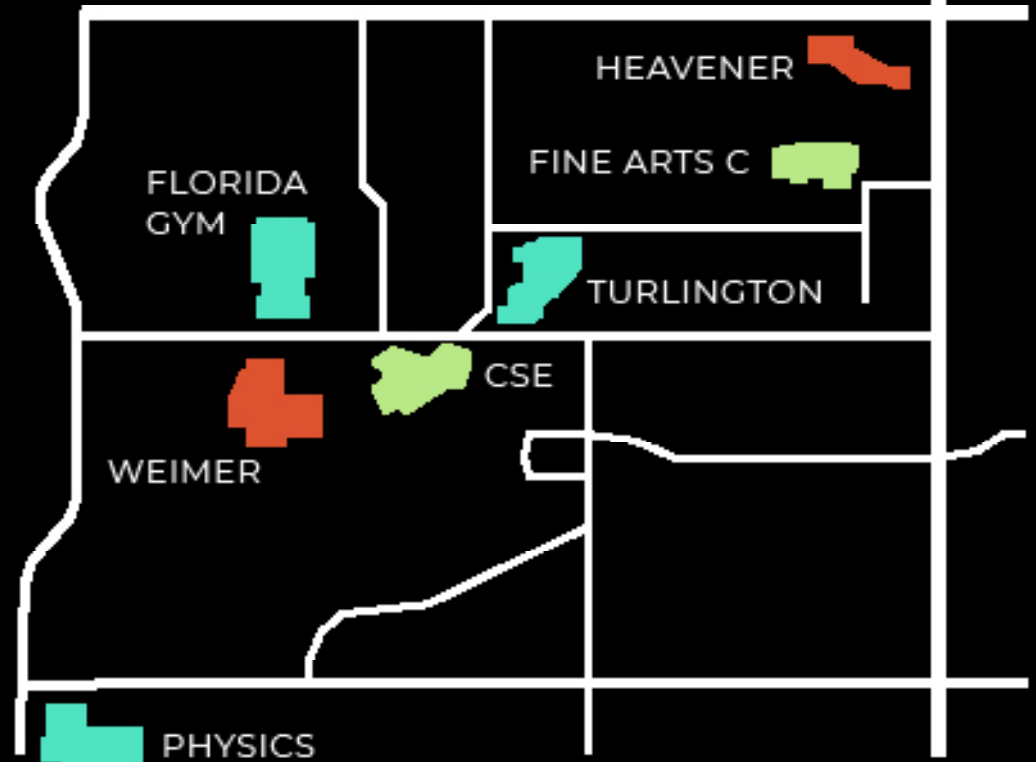 HEAVENER
FINE ARTS C
FLORIDA
GYM
TURLINGTON
CSE
WEIMER
PHYSICS